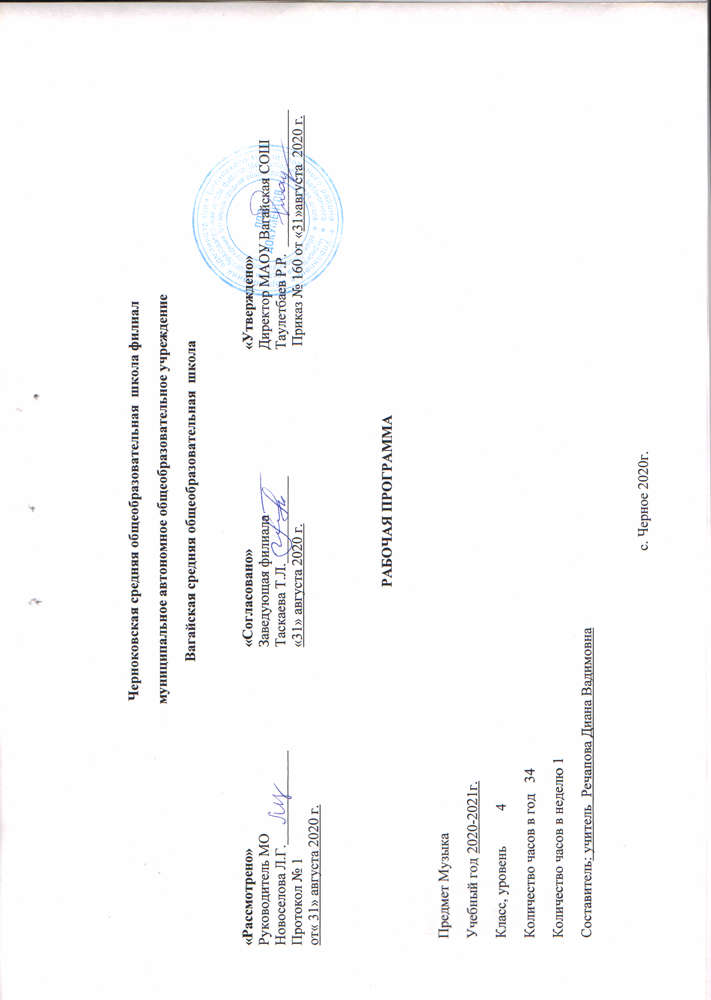 Черноковская средняя общеобразовательная школа филиал
муниципальное автономное общеобразовательное учреждение
Вагайская средняя общеобразовательная школа
«Рассмотрено»
Руководитель МО
Новоселова Л.Г.
Протокол № 1
от« 31» августа 2020 г.
«Согласовано»
Заведующая филиала
Таскаева Т.Л.
«31» августа 2020 г.
«Утверждено»
Директор МАОУ Вагайская СОШ
Таулетбаев Р.Р.
Приказ № 160 от «31»августа 2020 г.
ДЛЯ
ДОКУМЕНТОВ
РАБОЧАЯ ПРОГРАММА
Предмет Музыка
Учебный год 2020-2021г.
Класс, уровень 4
Количество часов в год 34
Количество часов в неделю 1
Составитель: учитель Речапова Диана Вадимовна
с. Черное 2020г.